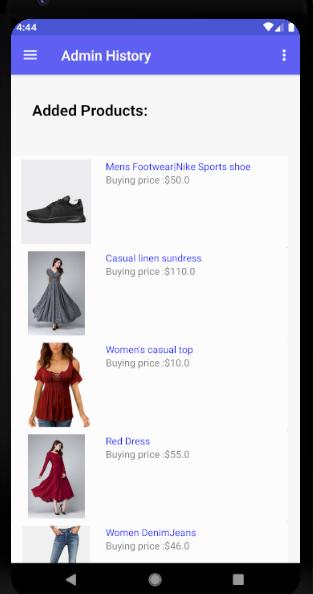 4:44
Admin History
Added Products:
Mens Footwear|Nike Sports shoe
Buying price :$50.0
Casual linen sundress
Buying price :$110.0
Women's casual top
Buying price :$10.0
Red Dress
Buying price :$55.0
Women DenimJeans
Buying price :$46.0